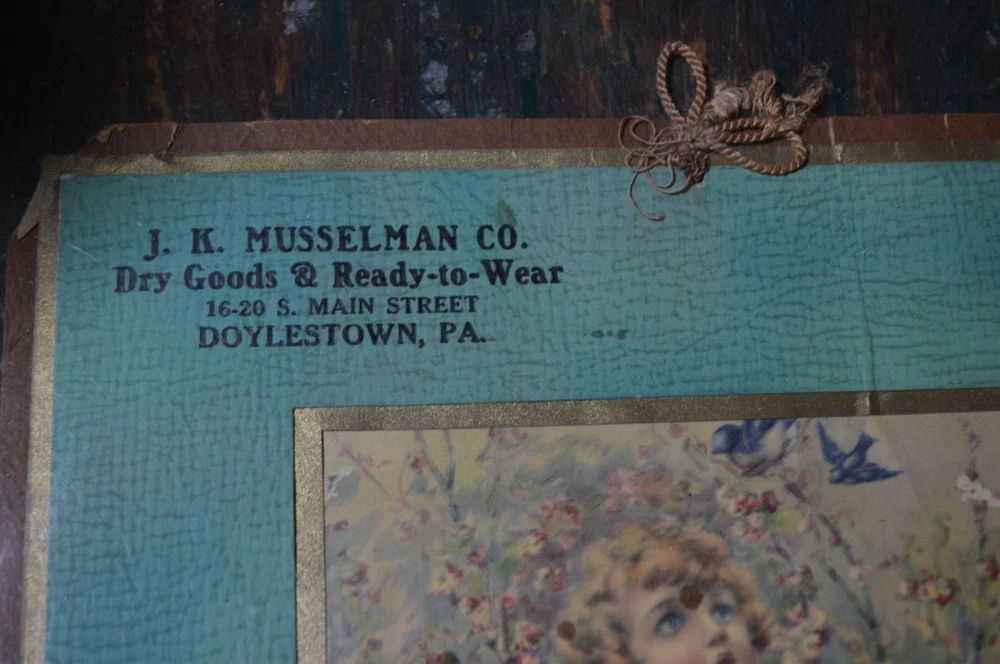 J. K. MUSSELMAN CO.
Dry Goods & Ready-to-Wear
16-20 S. MAIN STREET
DOYLESTOWN, PA.